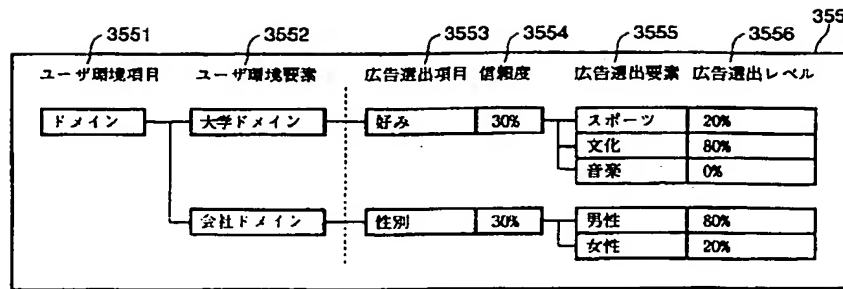 3551 3552 3553 3554 3555 3556 355
ユーザ環境項目 ユーザ環境要素 広告選出項目 信頼度 広告選出要素 広告選出レベル
ドメイン 大学ドメイン 好み 30% スポーツ 20%
文化 80%
音楽 0%
会社ドメイン 性別 30% 男性 80%
女性 20%